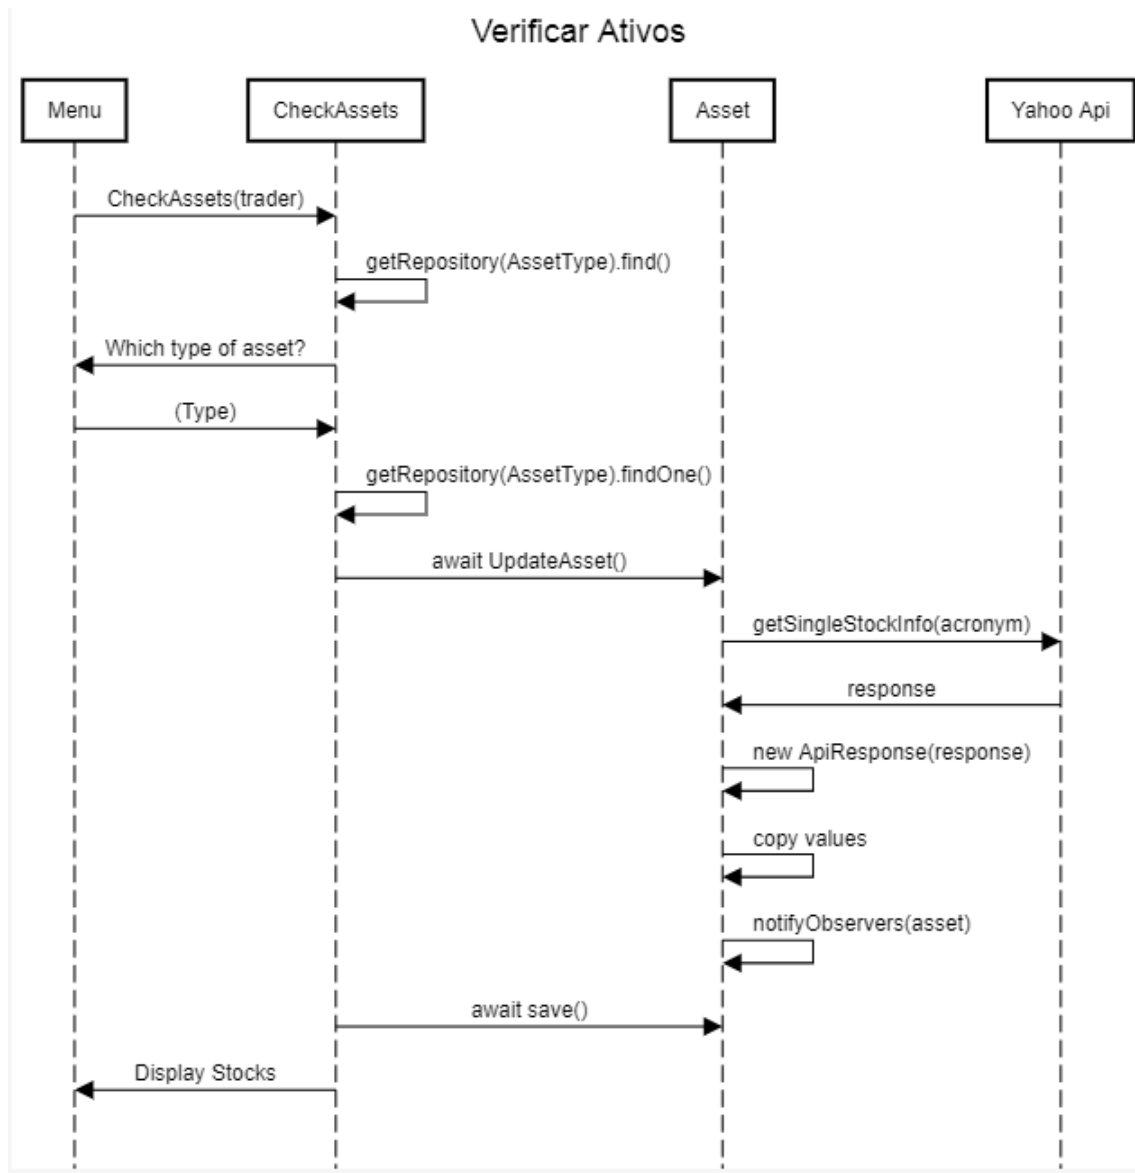 Verificar Ativos
Menu
CheckAssets
Asset
Yahoo Api
CheckAssets(trader)
getRepository(AssetType).find()
Which type of asset?
(Type)
getRepository(AssetType).findOne()
await UpdateAsset()
getSingleStockInfo(acronym)
response
new ApiResponse(response)
copy values
notifyObservers(asset)
await save()
Display Stocks